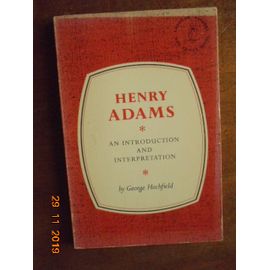 HENRY
ADAMS
*
AN INTRODUCTION
AND
INTERPRETATION
*
by George Hochfield
29 11 2019